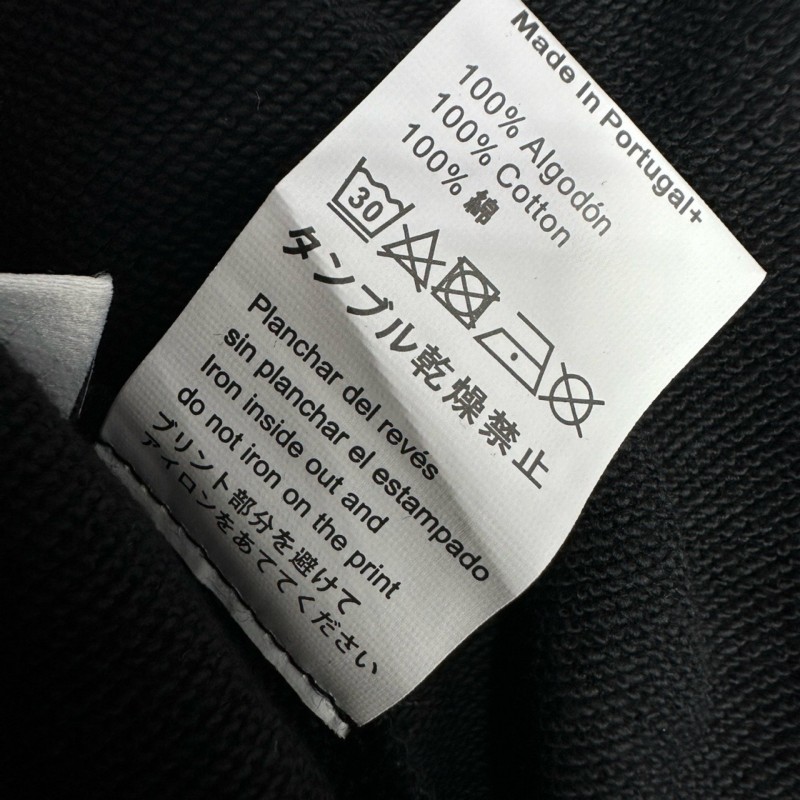 Made In Portugal+
100% Algodón
100% Cotton
100% 綿
30
タンブル乾燥禁止
Planchar del revés
sin planchar el estampado
Iron inside out and
do not iron on the print
プリント部分を避けて
アイロンをあててください